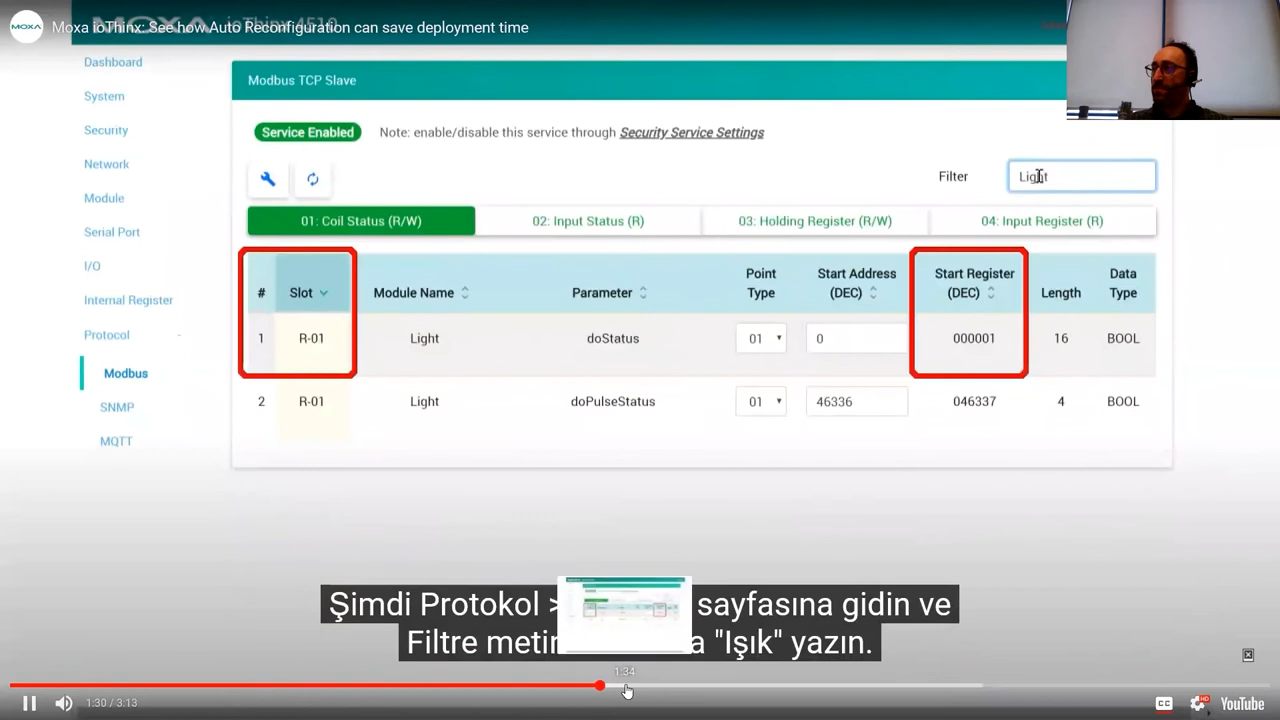 MOXA
Moxa ioThinx: See how Auto Reconfiguration can save deployment time
Dashboard
System
Security
Network
Module
Serial Port
I/O
Internal Register
Protocol -
Modbus
SNMP
MQTT
Modbus TCP Slave
Service Enabled Note: enable/disable this service through Security Service Settings
Filter Light
01: Coil Status (R/W) 02: Input Status (R) 03: Holding Register (R/W) 04: Input Register (R)
# Slot Module Name Parameter Point Type Start Address (DEC) Start Register (DEC) Length Data Type
1 R-01 Light doStatus 01 0 000001 16 BOOL
2 R-01 Light doPulseStatus 01 46336 046337 4 BOOL
Şimdi Protokol > sayfasına gidin ve
Filtre "Işık" yazın.
1:34
1:30 / 3:13
CC HD YouTube